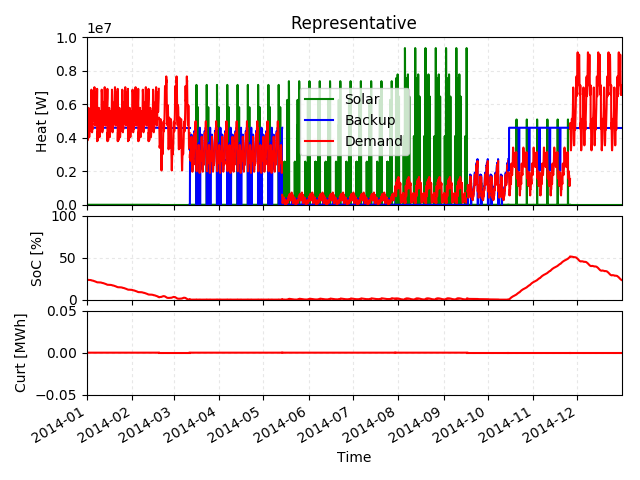 Representative
1e7
1.0
0.8
0.6
0.4
0.2
0.0
Heat [W]
Solar
Backup
Demand
100
50
0
SoC [%]
0.05
0.00
−0.05
Curt [MWh]
2014-01
2014-02
2014-03
2014-04
2014-05
2014-06
2014-07
2014-08
2014-09
2014-10
2014-11
2014-12
Time